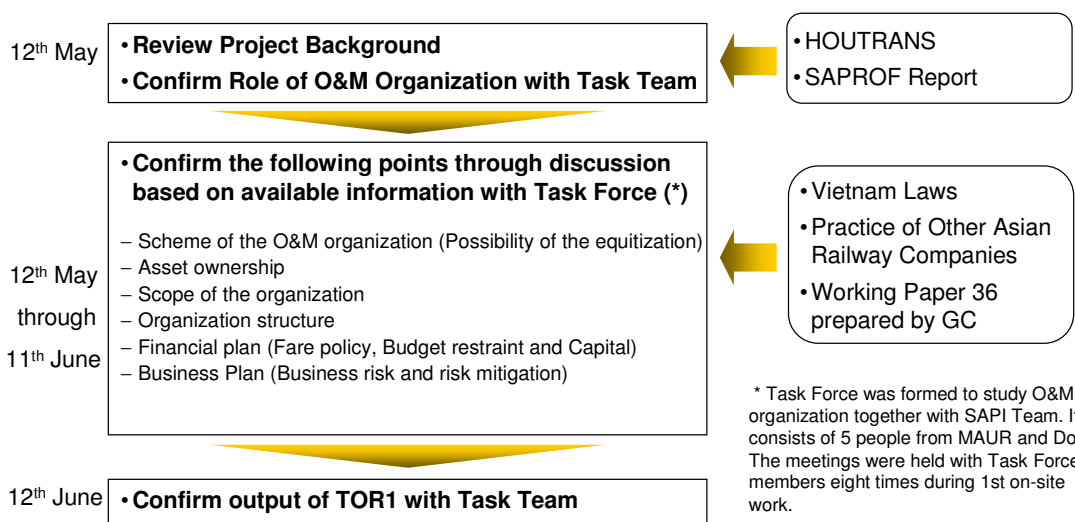 12th May
• Review Project Background
• Confirm Role of O&M Organization with Task Team
• HOUTRANS
• SAPROF Report
12th May
through
11th June
• Confirm the following points through discussion
based on available information with Task Force (*)
– Scheme of the O&M organization (Possibility of the equitization)
– Asset ownership
– Scope of the organization
– Organization structure
– Financial plan (Fare policy, Budget restraint and Capital)
– Business Plan (Business risk and risk mitigation)
• Vietnam Laws
• Practice of Other Asian
Railway Companies
• Working Paper 36
prepared by GC
* Task Force was formed to study O&M
organization together with SAPI Team.
consists of 5 people from MAUR and
The meetings were held with Task Force
members eight times during 1st on-site
work.
12th June
• Confirm output of TOR1 with Task Team